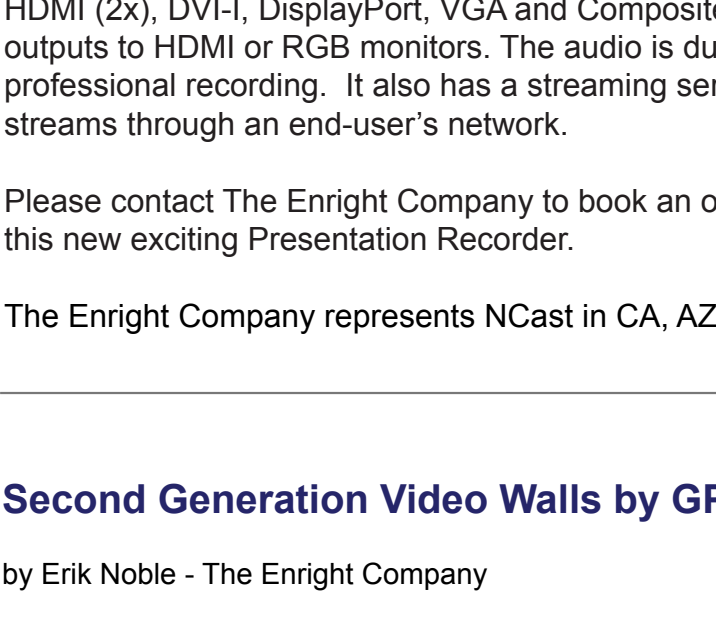 HDMI (2x), DVI-I, DisplayPort, VGA and Composite
outputs to HDMI or RGB monitors. The audio is du
professional recording.  It also has a streaming ser
streams through an end-user’s network.
Please contact The Enright Company to book an o
this new exciting Presentation Recorder.
The Enright Company represents NCast in CA, AZ
Second Generation Video Walls by
by Erik Noble - The Enright Company